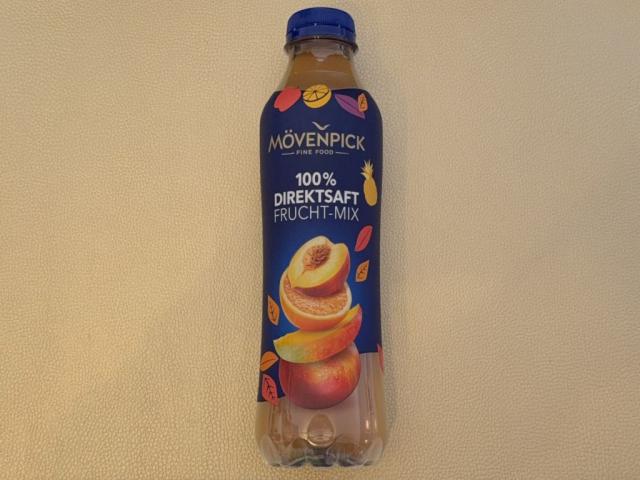 MÖVENPICK
FINE FOOD
100%
DIREKTSAFT
FRUCHT-MIX